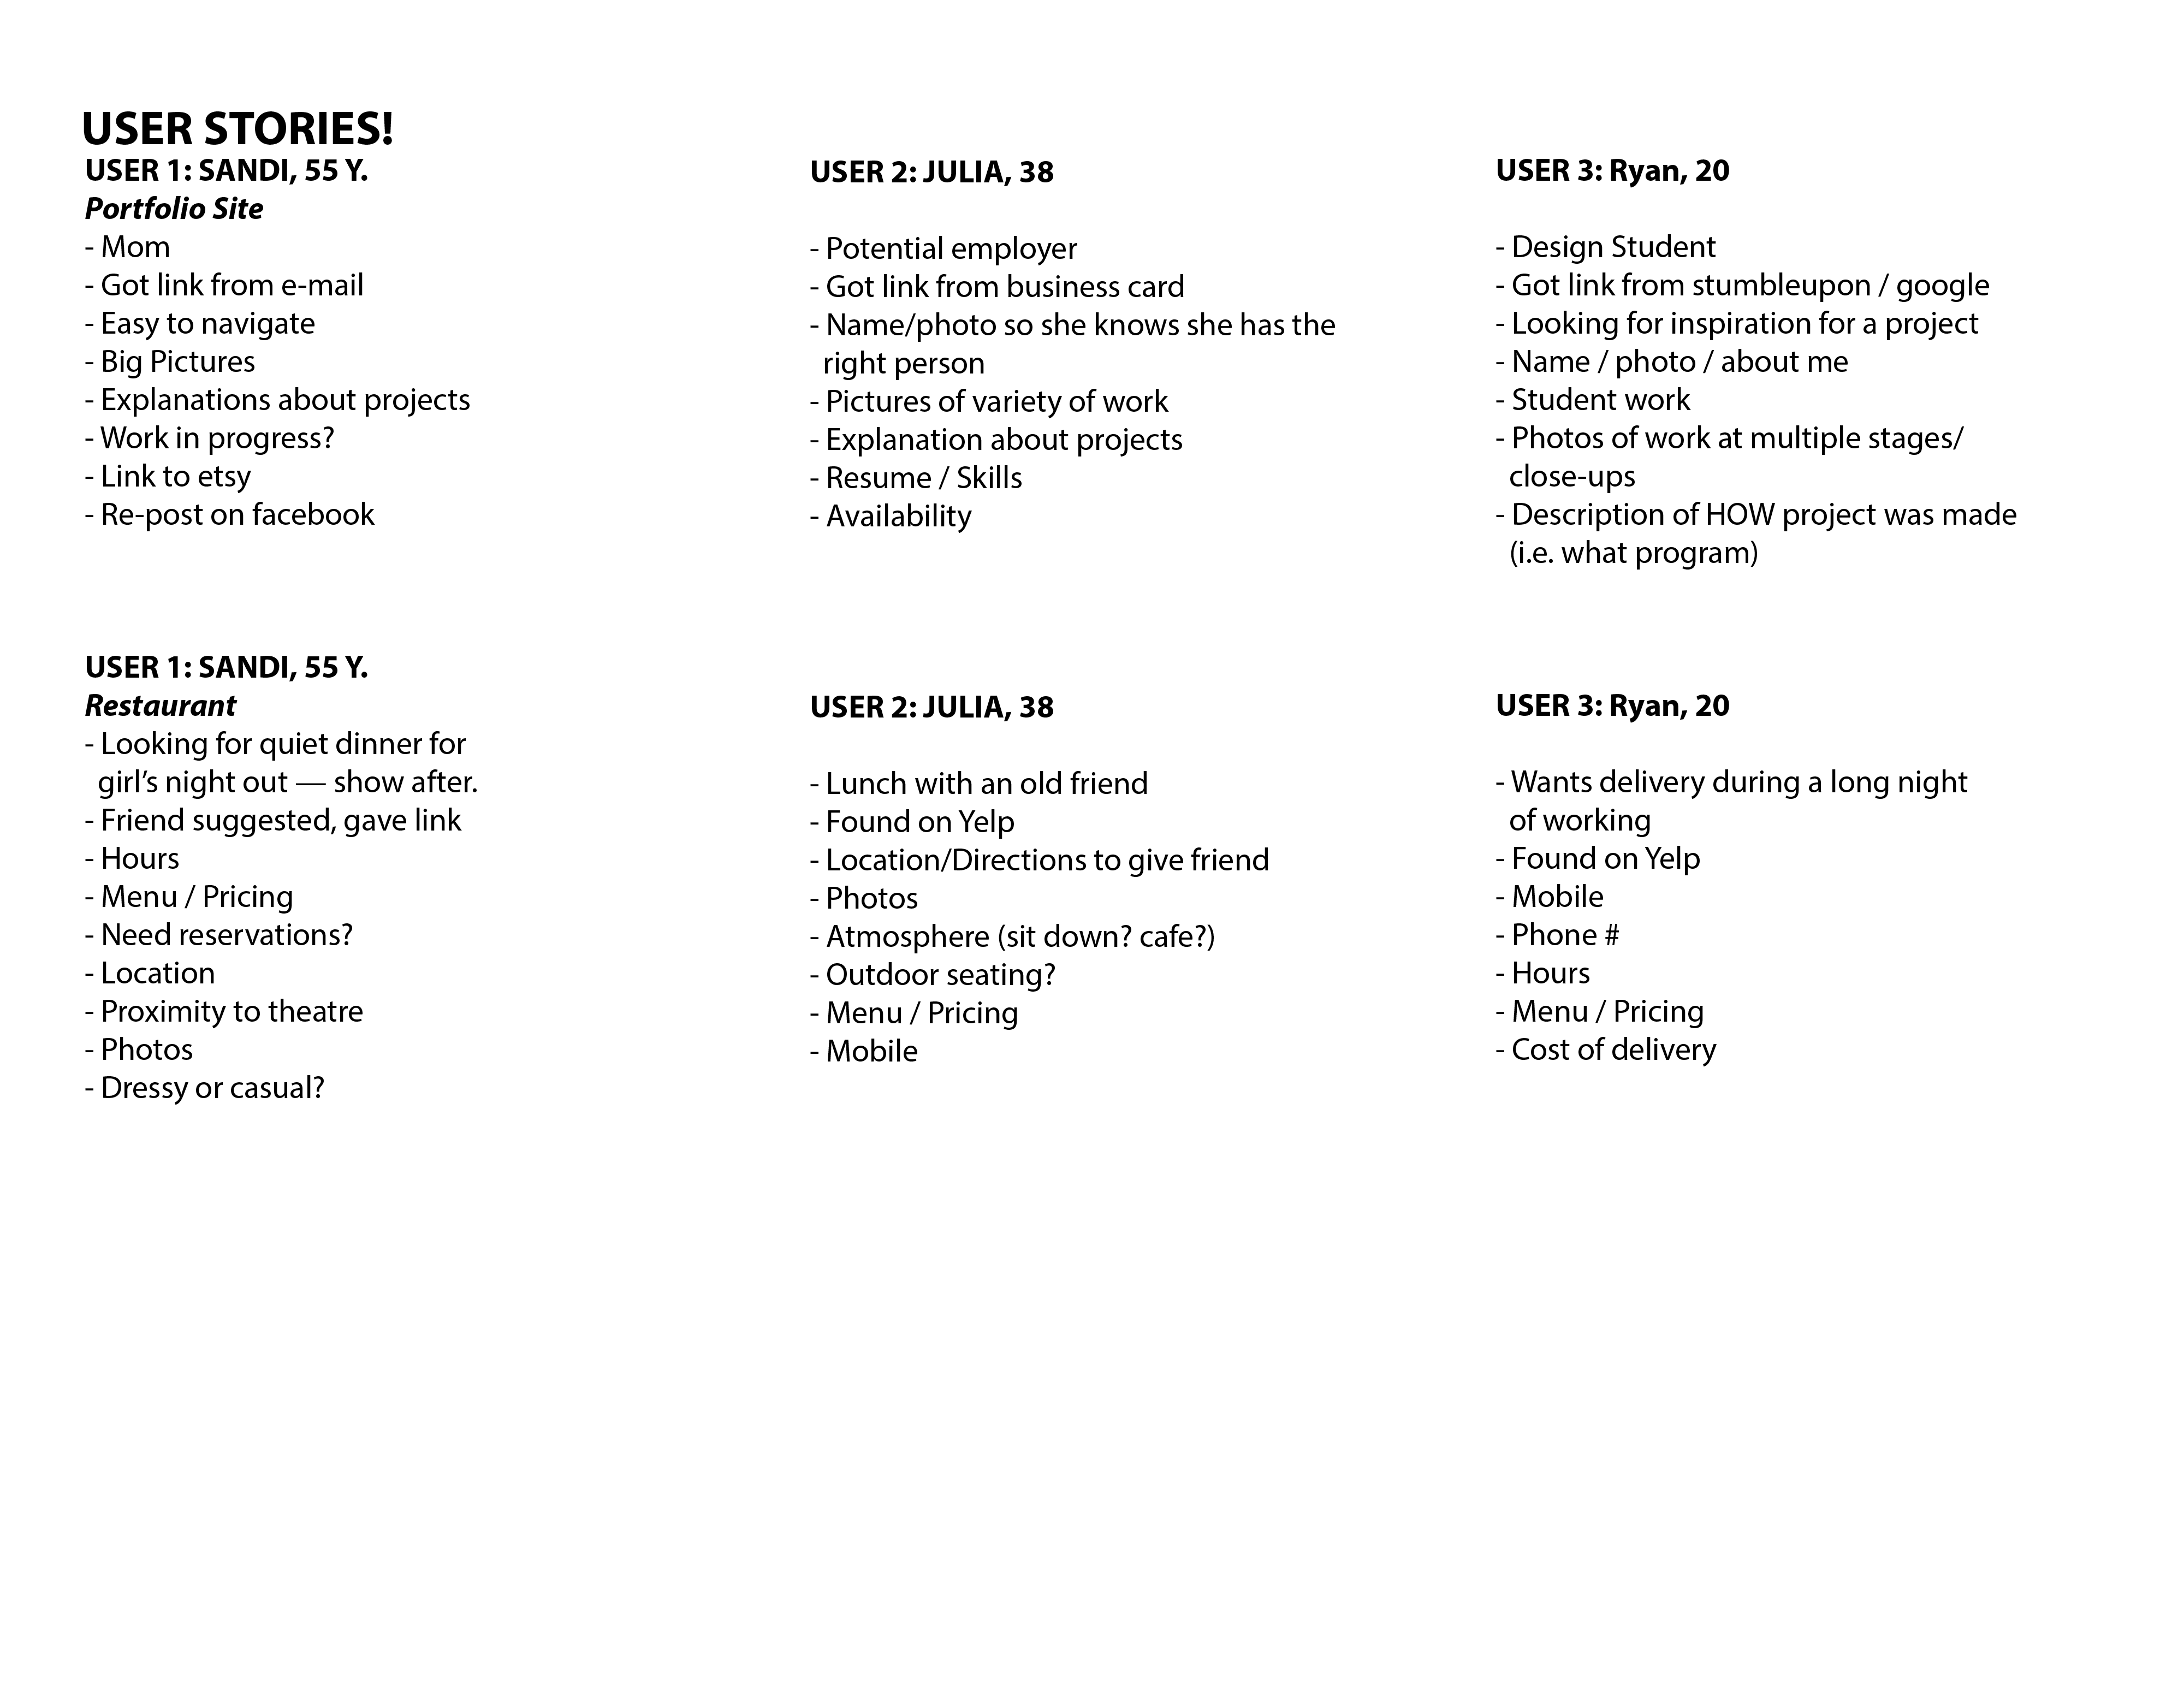 USER STORIES!
USER 1: SANDI, 55 Y.
Portfolio Site
- Mom
- Got link from e-mail
- Easy to navigate
- Big Pictures
- Explanations about projects
- Work in progress?
- Link to etsy
- Re-post on facebook
USER 2: JULIA, 38
- Potential employer
- Got link from business card
- Name/photo so she knows she has the
right person
- Pictures of variety of work
- Explanation about projects
- Resume / Skills
- Availability
USER 3: Ryan, 20
- Design Student
- Got link from stumbleupon / google
- Looking for inspiration for a project
- Name / photo / about me
- Student work
- Photos of work at multiple stages/
close-ups
- Description of HOW project was made
(i.e. what program)
USER 1: SANDI, 55 Y.
Restaurant
- Looking for quiet dinner for
girl’s night out — show after.
- Friend suggested, gave link
- Hours
- Menu / Pricing
- Need reservations?
- Location
- Proximity to theatre
- Photos
- Dressy or casual?
USER 2: JULIA, 38
- Lunch with an old friend
- Found on Yelp
- Location/Directions to give friend
- Photos
- Atmosphere (sit down? cafe?)
- Outdoor seating?
- Menu / Pricing
- Mobile
USER 3: Ryan, 20
- Wants delivery during a long night
of working
- Found on Yelp
- Mobile
- Phone #
- Hours
- Menu / Pricing
- Cost of delivery